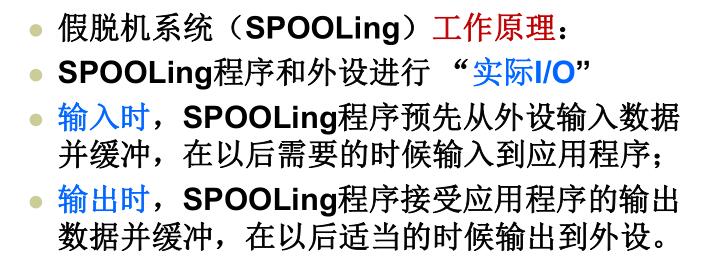 假脱机系统（SPOOLing）工作原理：
SPOOLing程序和外设进行 “实际I/O”
输入时，SPOOLing程序预先从外设输入数据
并缓冲，在以后需要的时候输入到应用程序；
输出时，SPOOLing程序接受应用程序的输出
数据并缓冲，在以后适当的时候输出到外设。